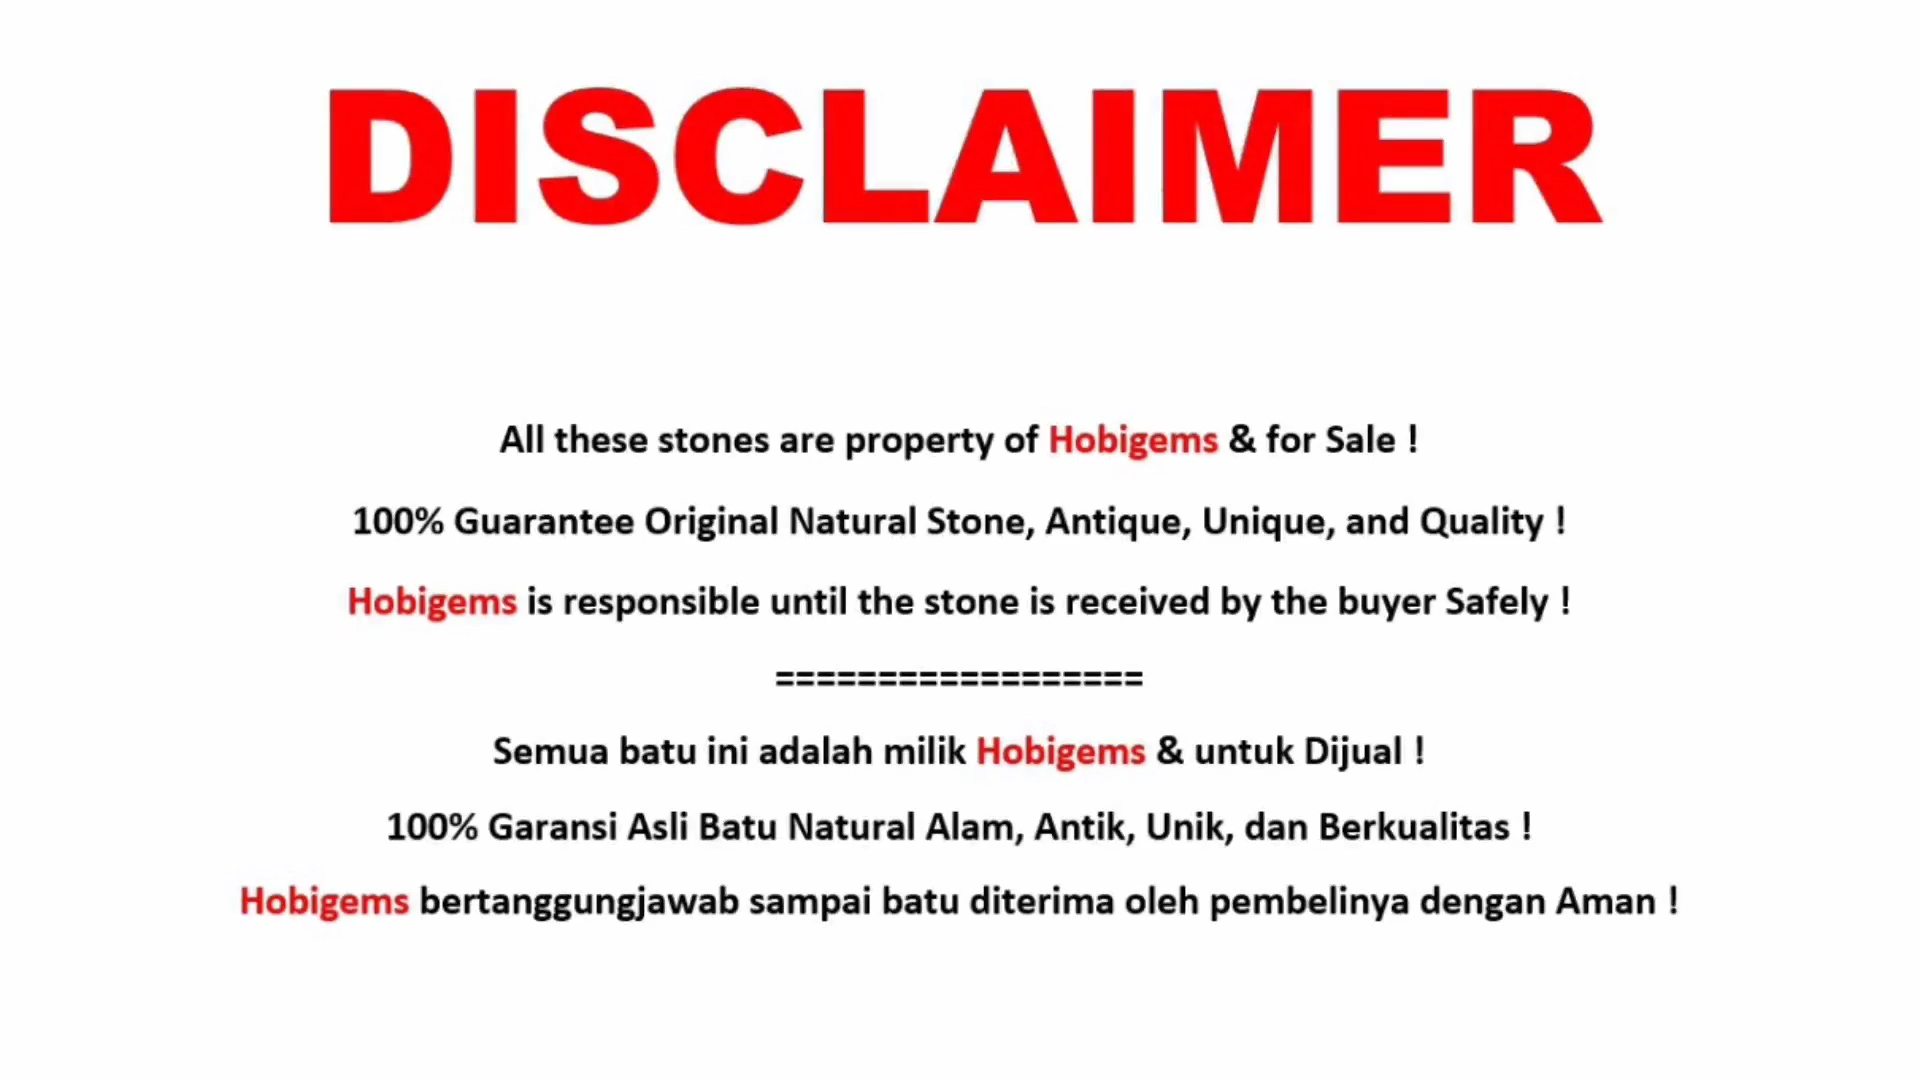 DISCLAIMER
All these stones are property of Hobigems & for Sale !
100% Guarantee Original Natural Stone, Antique, Unique, and Quality !
Hobigems is responsible until the stone is received by the buyer Safely !
==================
Semua batu ini adalah milik Hobigems & untuk Dijual !
100% Garansi Asli Batu Natural Alam, Antik, Unik, dan Berkualitas !
Hobigems bertanggungjawab sampai batu diterima oleh pembelinya dengan Aman !